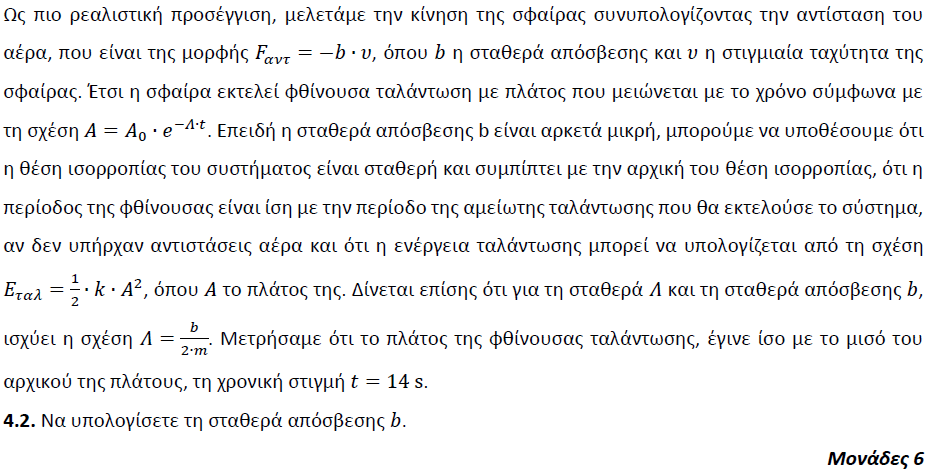 Ως πιο ρεαλιστική προσέγγιση, μελετάμε την κίνηση της σφαίρας συνυπολογίζοντας την αντίσταση του
αέρα, που είναι της μορφής $F_{αντ} = -b \cdot υ$, όπου $b$ η σταθερά απόσβεσης και $υ$ η στιγμιαία ταχύτητα της
σφαίρας. Έτσι η σφαίρα εκτελεί φθίνουσα ταλάντωση με πλάτος που μειώνεται με το χρόνο σύμφωνα με
τη σχέση $A = A_0 \cdot e^{-Λ \cdot t}$. Επειδή η σταθερά απόσβεσης b είναι αρκετά μικρή, μπορούμε να υποθέσουμε ότι
η θέση ισορροπίας του συστήματος είναι σταθερή και συμπίπτει με την αρχική του θέση ισορροπίας, ότι η
περίοδος της φθίνουσας είναι ίση με την περίοδο της αμείωτης ταλάντωσης που θα εκτελούσε το σύστημα,
αν δεν υπήρχαν αντιστάσεις αέρα και ότι η ενέργεια ταλάντωσης μπορεί να υπολογίζεται από τη σχέση
$E_{ταλ} = \frac{1}{2} \cdot k \cdot A^2$, όπου $A$ το πλάτος της. Δίνεται επίσης ότι για τη σταθερά $Λ$ και τη σταθερά απόσβεσης $b$,
ισχύει η σχέση $Λ = \frac{b}{2 \cdot m}$. Μετρήσαμε ότι το πλάτος της φθίνουσας ταλάντωσης, έγινε ίσο με το μισό του
αρχικού της πλάτους, τη χρονική στιγμή $t = 14$ s.
4.2. Να υπολογίσετε τη σταθερά απόσβεσης $b$.
Μονάδες 6